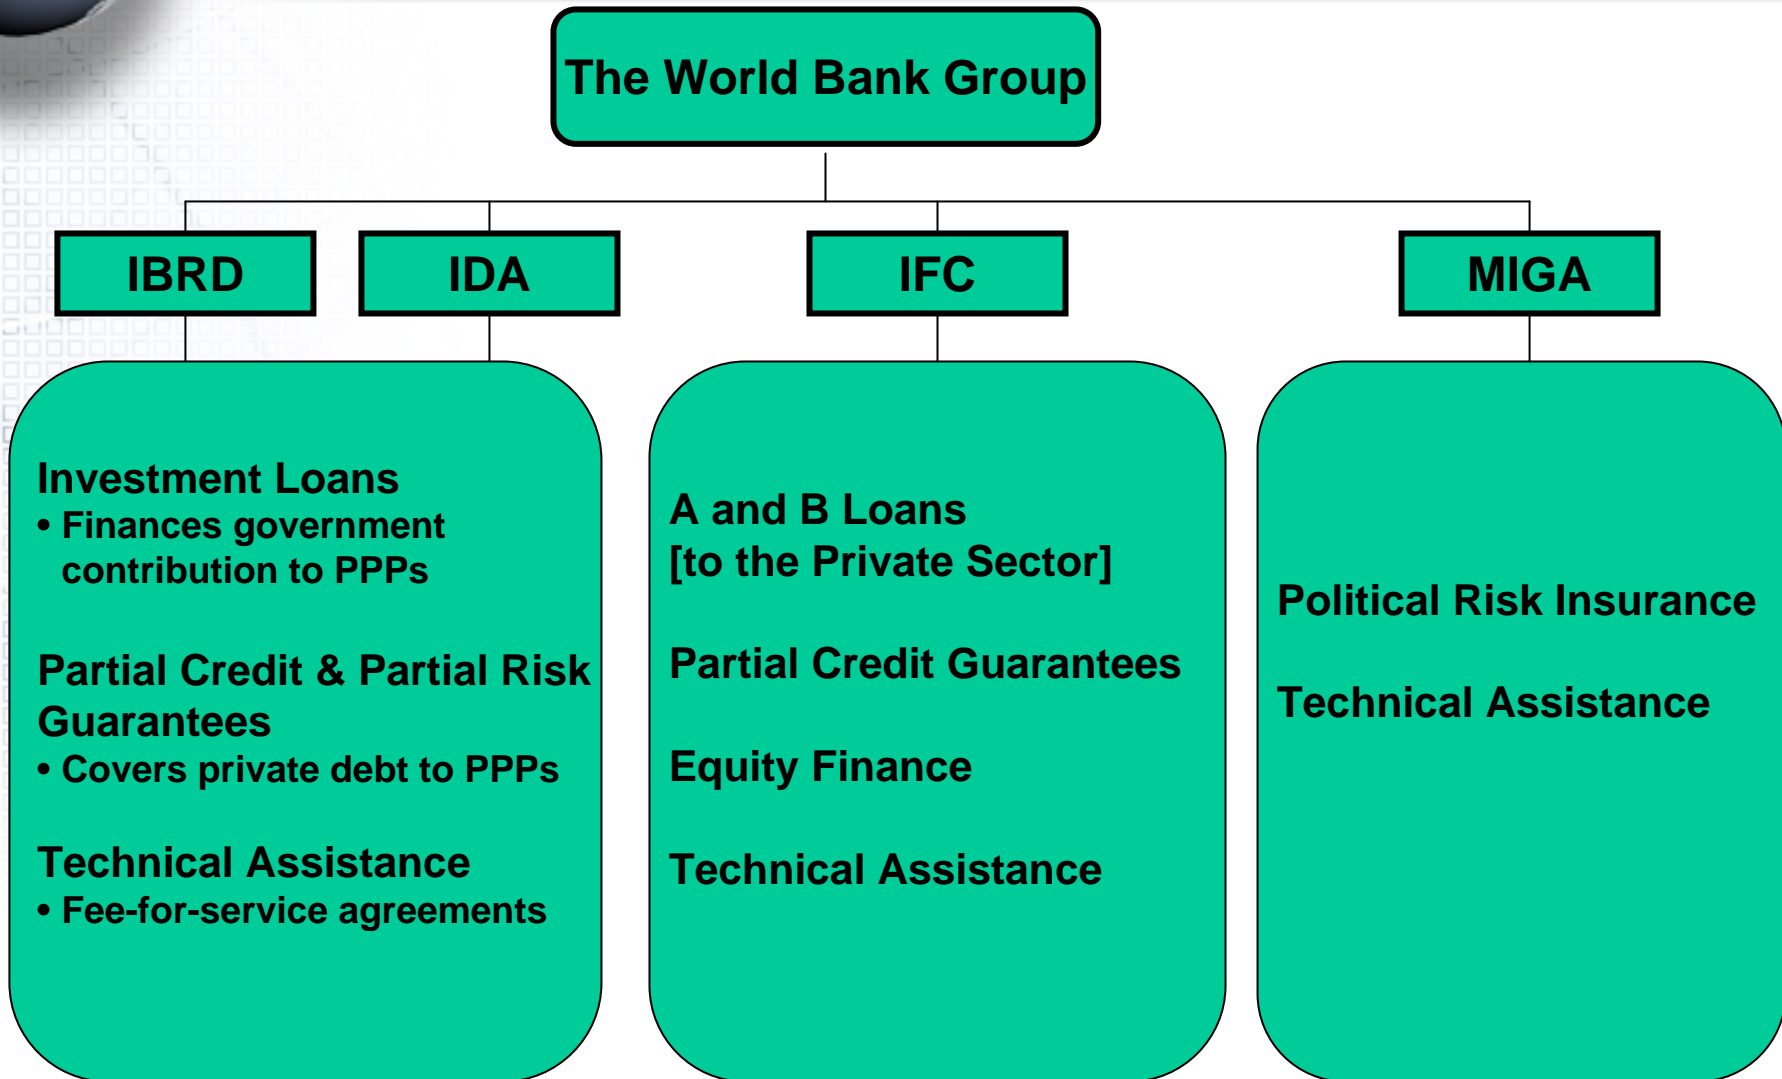 The World Bank Group
IBRD
IDA
IFC
MIGA
Investment Loans
• Finances government
contribution to PPPs
Partial Credit & Partial Risk
Guarantees
• Covers private debt to PPPs
Technical Assistance
• Fee-for-service agreements
A and B Loans
[to the Private Sector]
Partial Credit Guarantees
Equity Finance
Technical Assistance
Political Risk Insurance
Technical Assistance